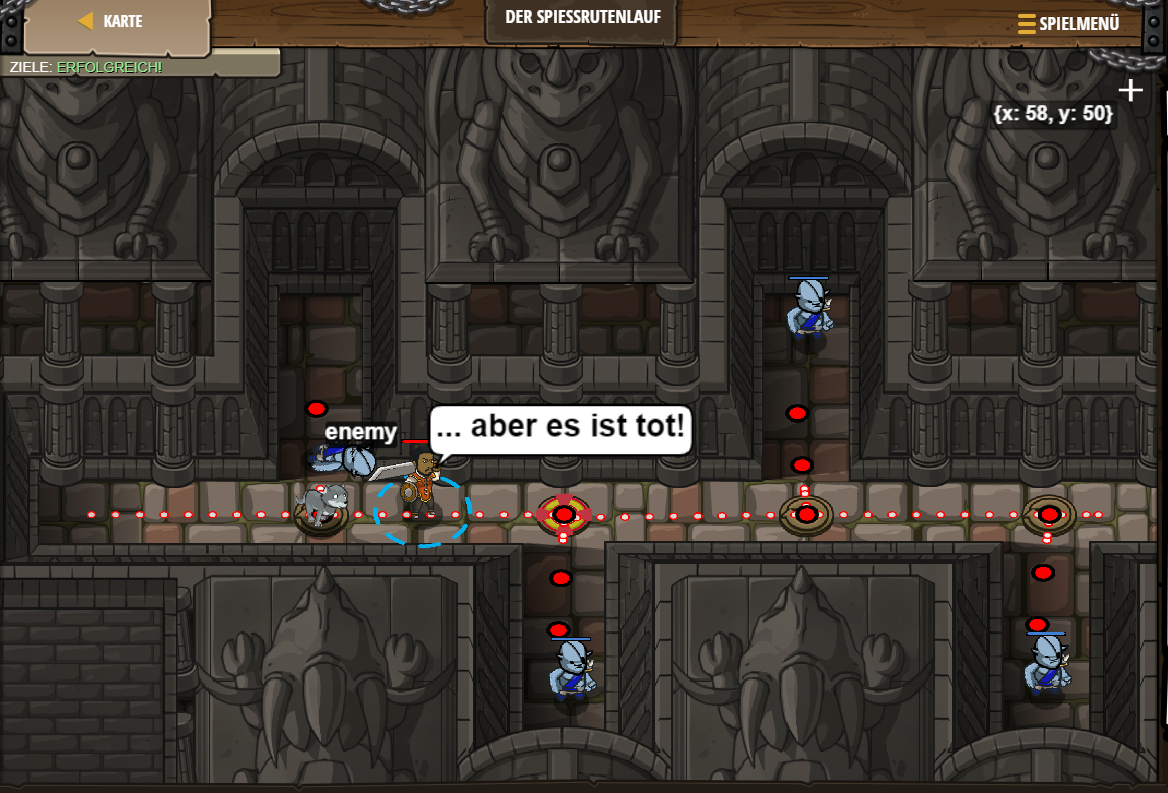 KARTE
DER SPIESSRUTENLAUF
SPIELMENÜ
ZIELE: ERFOLGREICH!
{x: 58, y: 50}
... aber es ist tot!
enemy